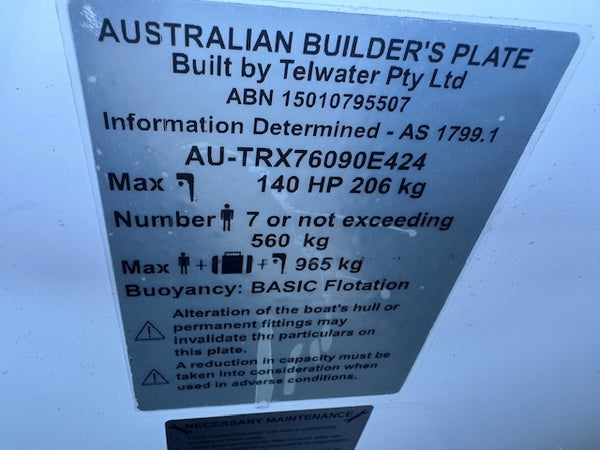 AUSTRALIAN BUILDER'S PLATE
Built by Telwater Pty Ltd
ABN 15010795507
Information Determined - AS 1799.1
AU-TRX76090E424
Max 140 HP 206 kg
Number 7 or not exceeding
560 kg
Max + + 965 kg
Buoyancy: BASIC Flotation
Alteration of the boat's hull or
permanent fittings may
invalidate the particulars on
this plate.
A reduction in capacity must be
taken into consideration when
used in adverse conditions.
NECESSARY MAINTENANCE